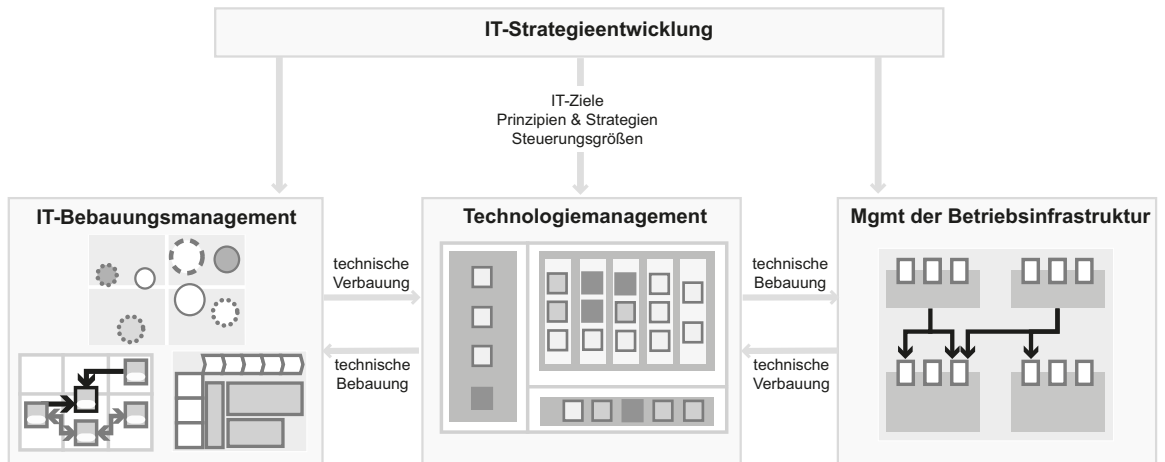 IT-Strategieentwicklung
IT-Ziele
Prinzipien & Strategien
Steuerungsgrößen
IT-Bebauungsmanagement
technische
Verbauung
technische
Bebauung
Technologiemanagement
technische
Bebauung
technische
Verbauung
Mgmt der Betriebsinfrastruktur